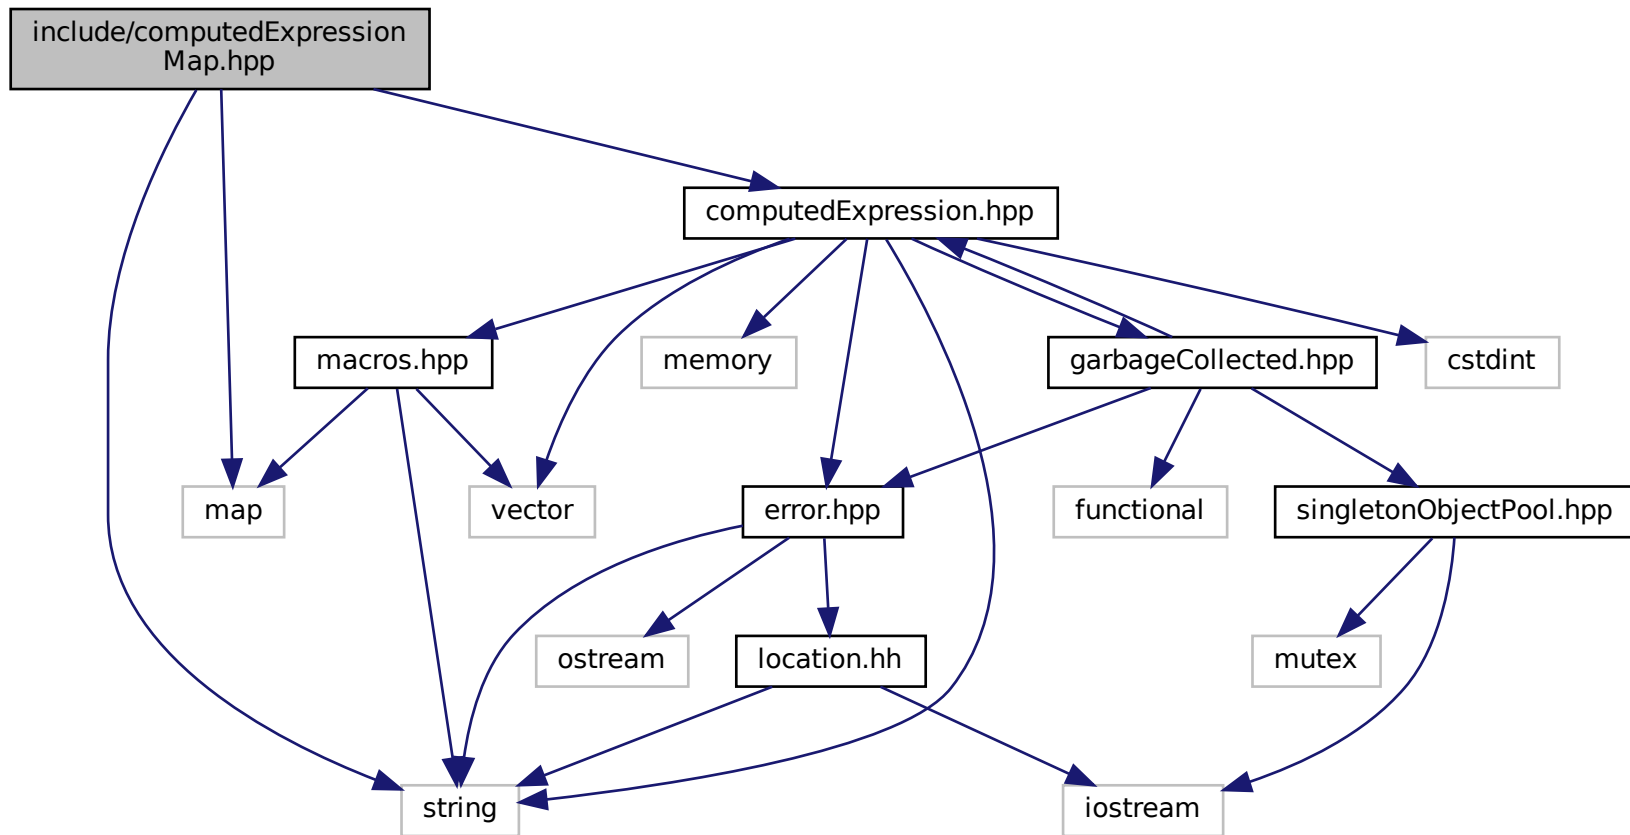 include/computedExpression
Map.hpp
computedExpression.hpp
macros.hpp
memory
garbageCollected.hpp
cstdint
map
vector
error.hpp
functional
singletonObjectPool.hpp
ostream
location.hh
mutex
string
iostream